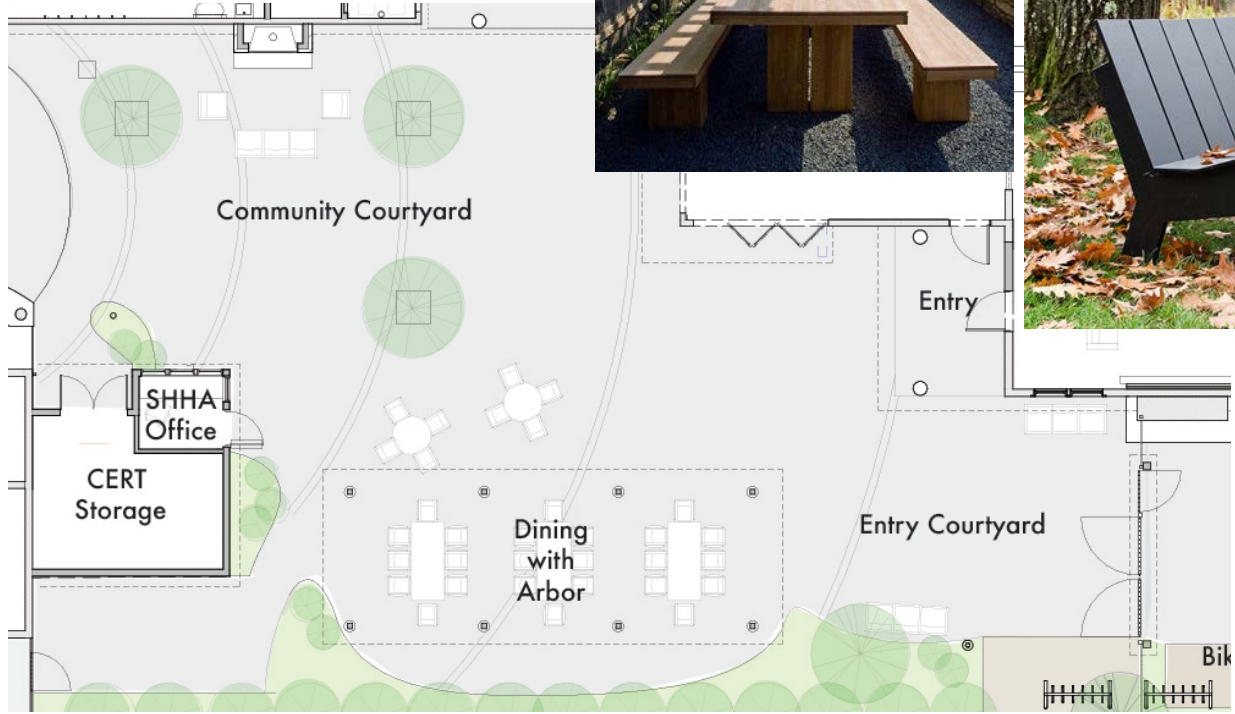 Community Courtyard
Entry
SHHA
Office
CERT
Storage
Dining
with
Arbor
Entry Courtyard
Bik